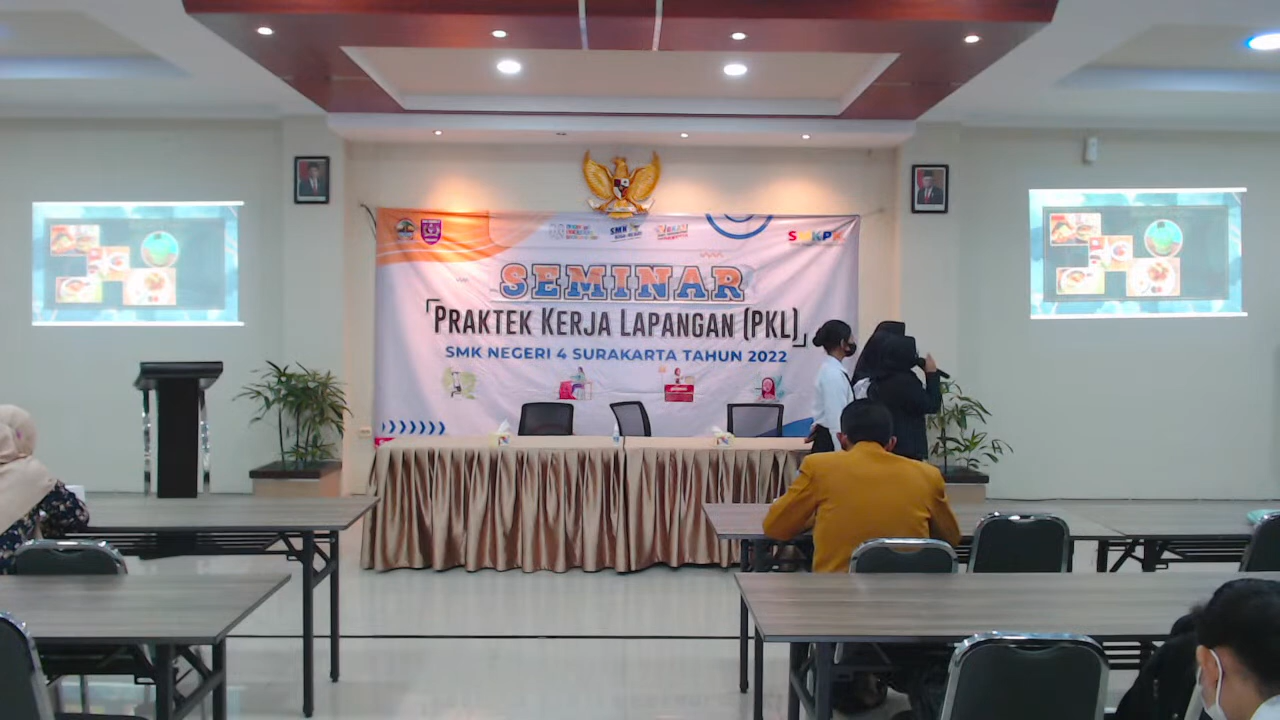 SEMINAR
PRAKTEK KERJA LAPANGAN (PKL)
SMK NEGERI 4 SURAKARTA TAHUN 2022